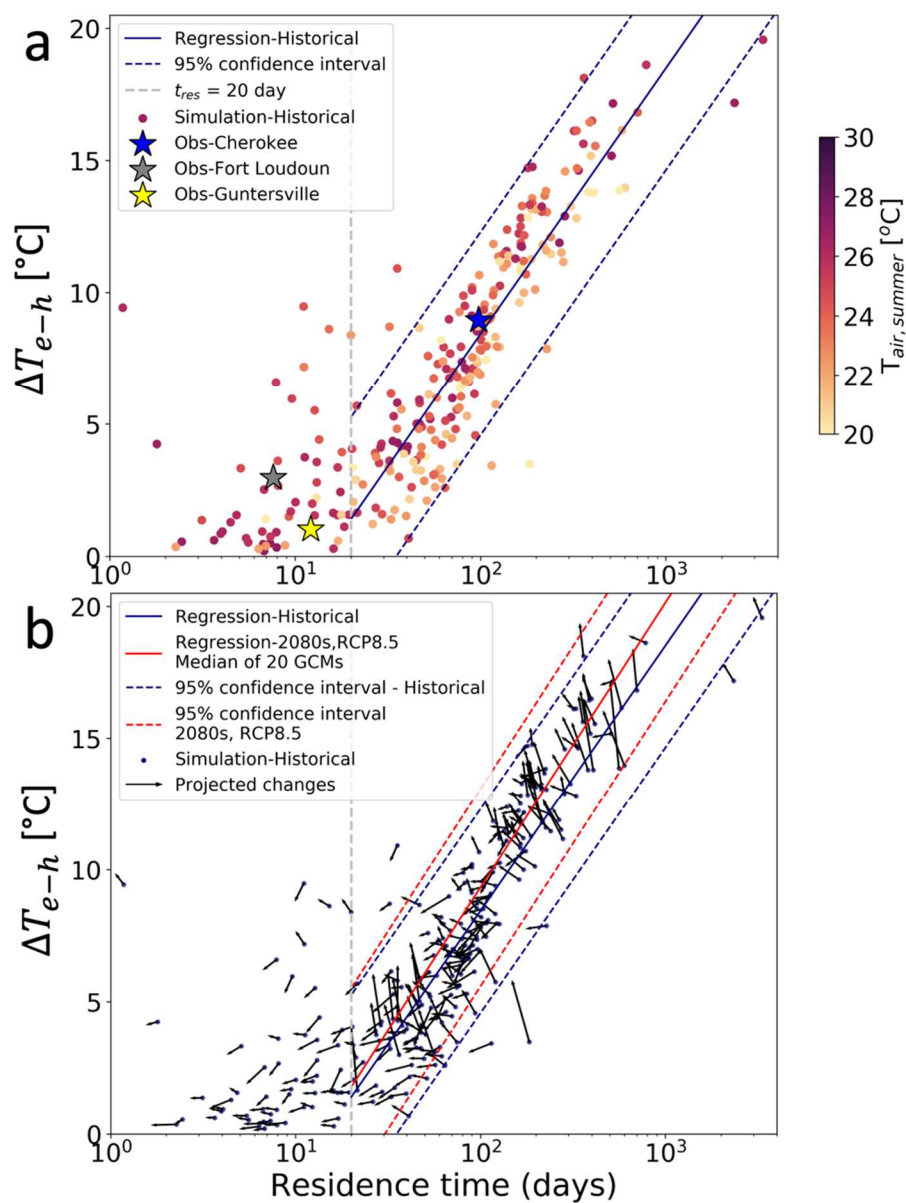 a
Regression-Historical
95% confidence interval
t_res = 20 day
Simulation-Historical
Obs-Cherokee
Obs-Fort Loudoun
Obs-Guntersville
20
15
10
5
0
ΔT_e−h [°C]
10^0
10^1
10^2
10^3
30
28
26
24
22
20
T_air, summer [°C]
b
Regression-Historical
Regression-2080s,RCP8.5
Median of 20 GCMs
95% confidence interval - Historical
95% confidence interval
2080s, RCP8.5
Simulation-Historical
Projected changes
20
15
10
5
0
ΔT_e−h [°C]
10^0
10^1
10^2
10^3
Residence time (days)